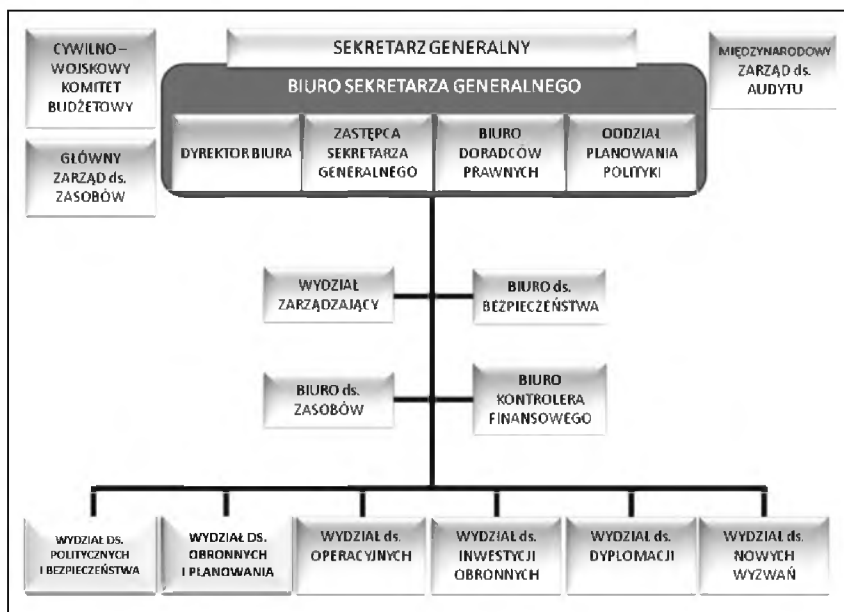 CYWILNO –
WOJSKOWY
KOMITET
BUDŻETOWY
SEKRETARZ GENERALNY
MIĘDZYNARODOWY
ZARZĄD ds.
AUDYTU
BIURO SEKRETARZA GENERALNEGO
GŁÓWNY
ZARZĄD ds.
ZASOBÓW
DYREKTOR BIURA
ZASTĘPCA
SEKRETARZA
GENERALNEGO
BIURO
DORADCÓW
PRAWNYCH
ODDZIAŁ
PLANOWANIA
POLITYKI
WYDZIAŁ
ZARZĄDZAJĄCY
BIURO ds.
BEZPIECZEŃSTWA
BIURO ds.
ZASOBÓW
BIURO
KONTROLERA
FINANSOWEGO
WYDZIAŁ DS.
POLITYCZNYCH
I BEZPIECZEŃSTWA
WYDZIAŁ DS.
OBRONNYCH
I PLANOWANIA
WYDZIAŁ ds.
OPERACYJNYCH
WYDZIAŁ ds.
INWESTYCJI
OBRONNYCH
WYDZIAŁ ds.
DYPLOMACJI
WYDZIAŁ ds.
NOWYCH
WYZWAŃ